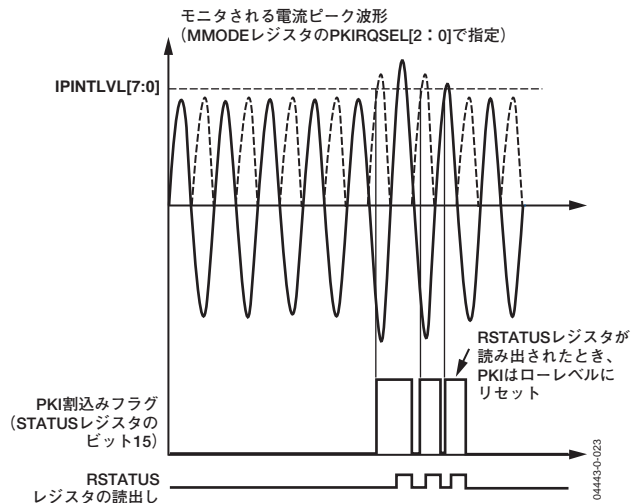 モニタされる電流ピーク波形
（MMODEレジスタのPKIRQSEL[2：0]で指定）
IPINTLVL[7:0]
RSTATUSレジスタが
読み出されたとき、
PKIはローレベルに
リセット
PKI割込みフラグ
（STATUSレジスタの
ビット15）
RSTATUS
レジスタの読出し
04443-0-023